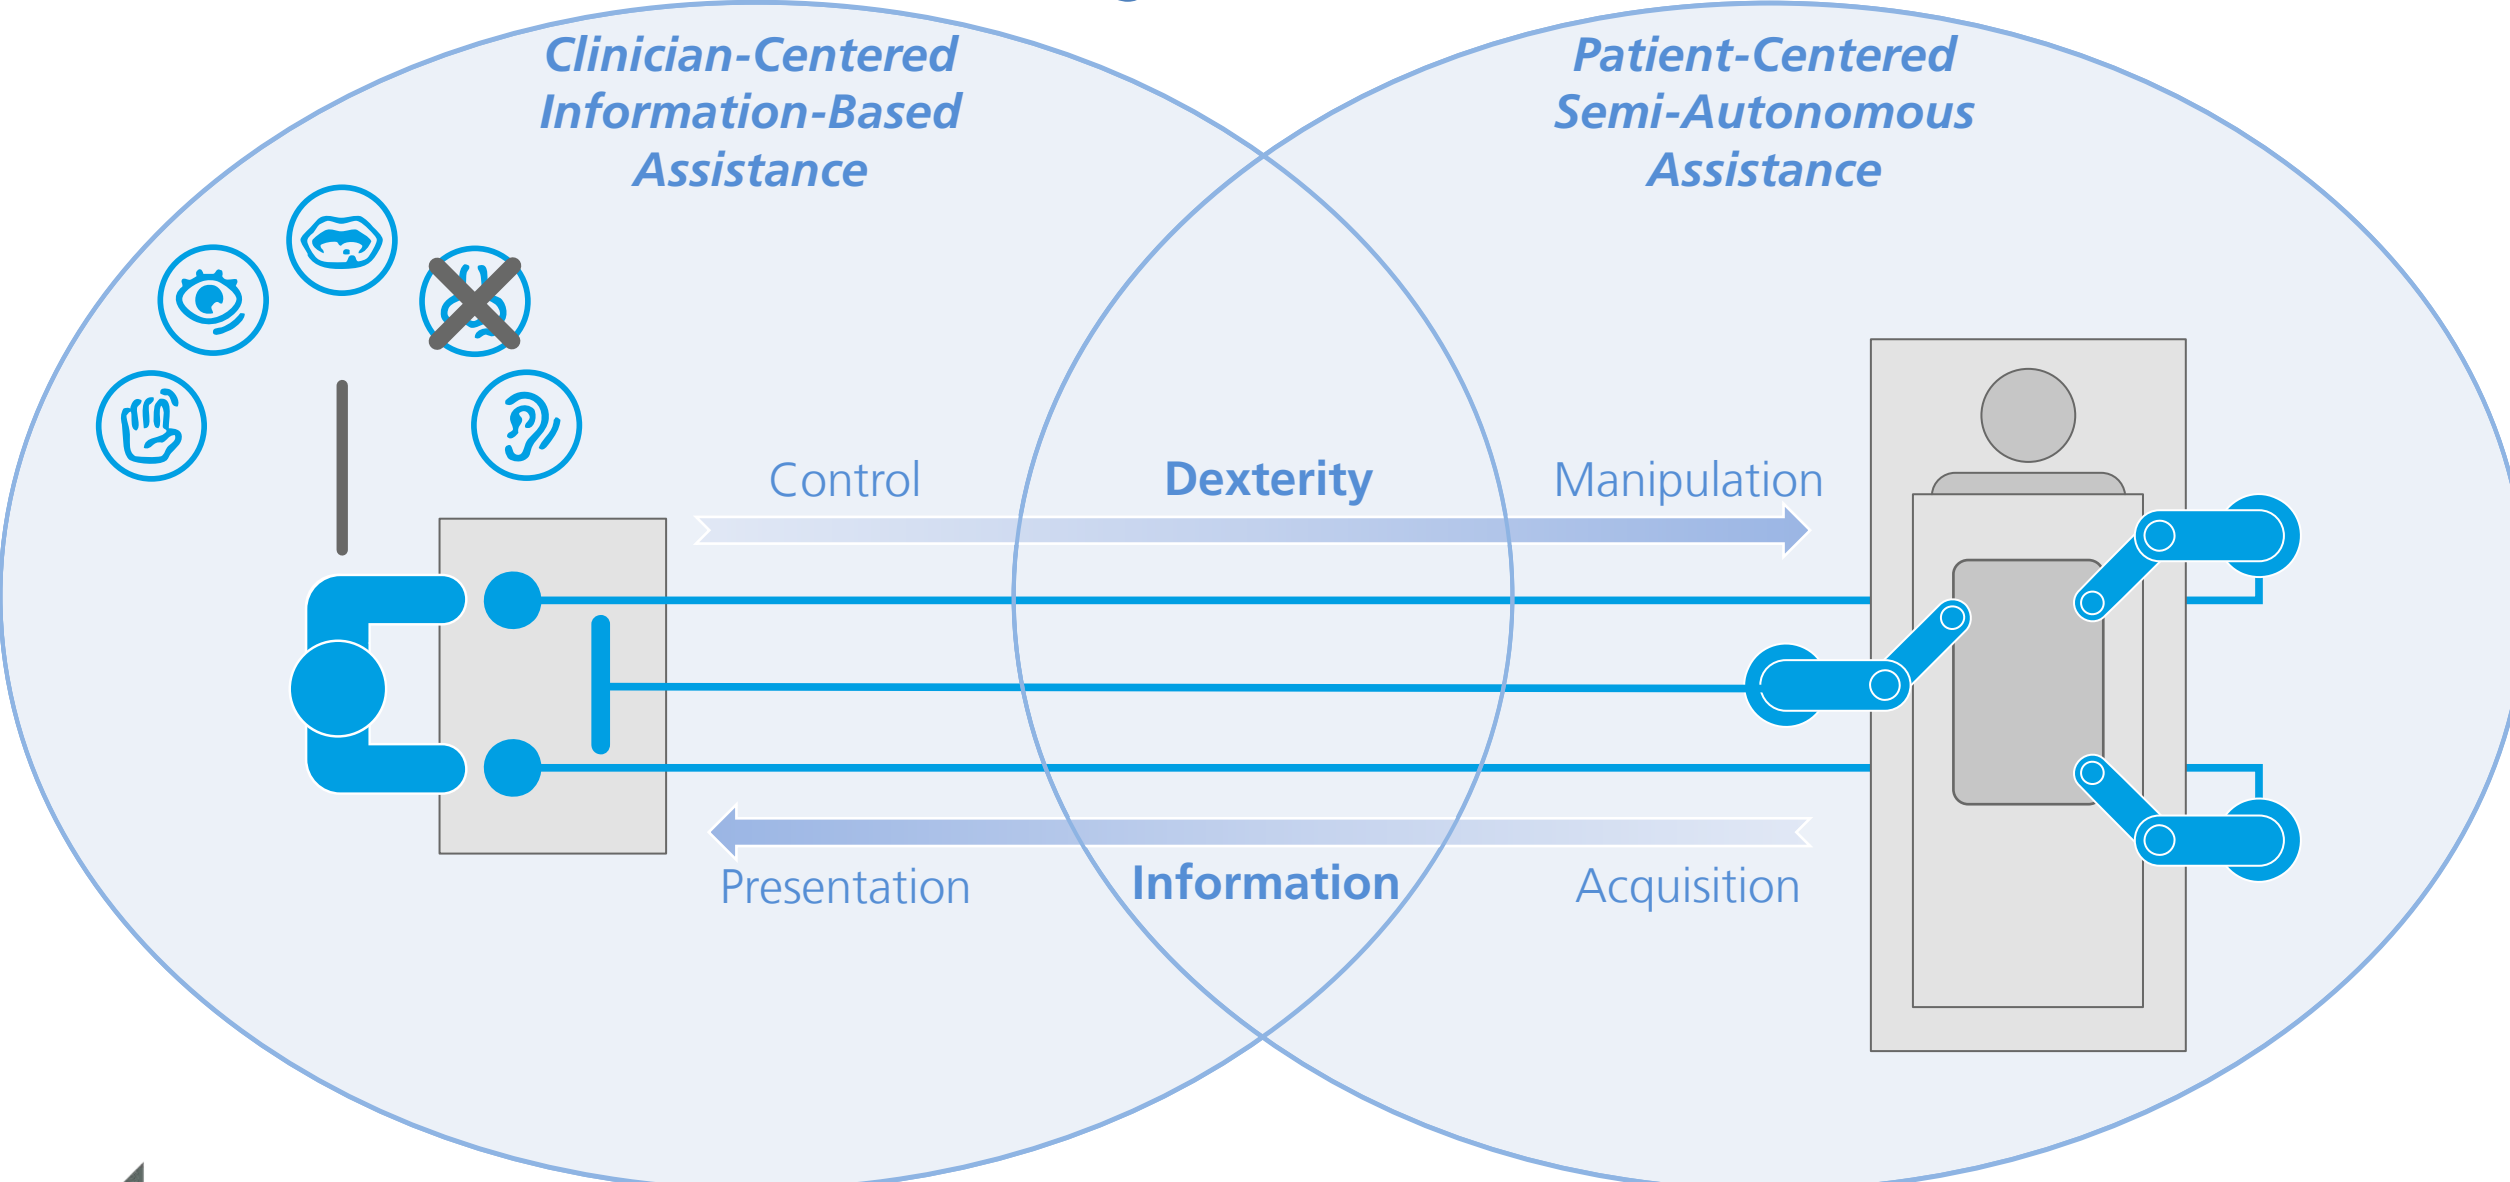 Clinician-Centered
Information-Based
Assistance
Patient-Centered
Semi-Autonomous
Assistance
Control
Dexterity
Manipulation
Presentation
Information
Acquisition